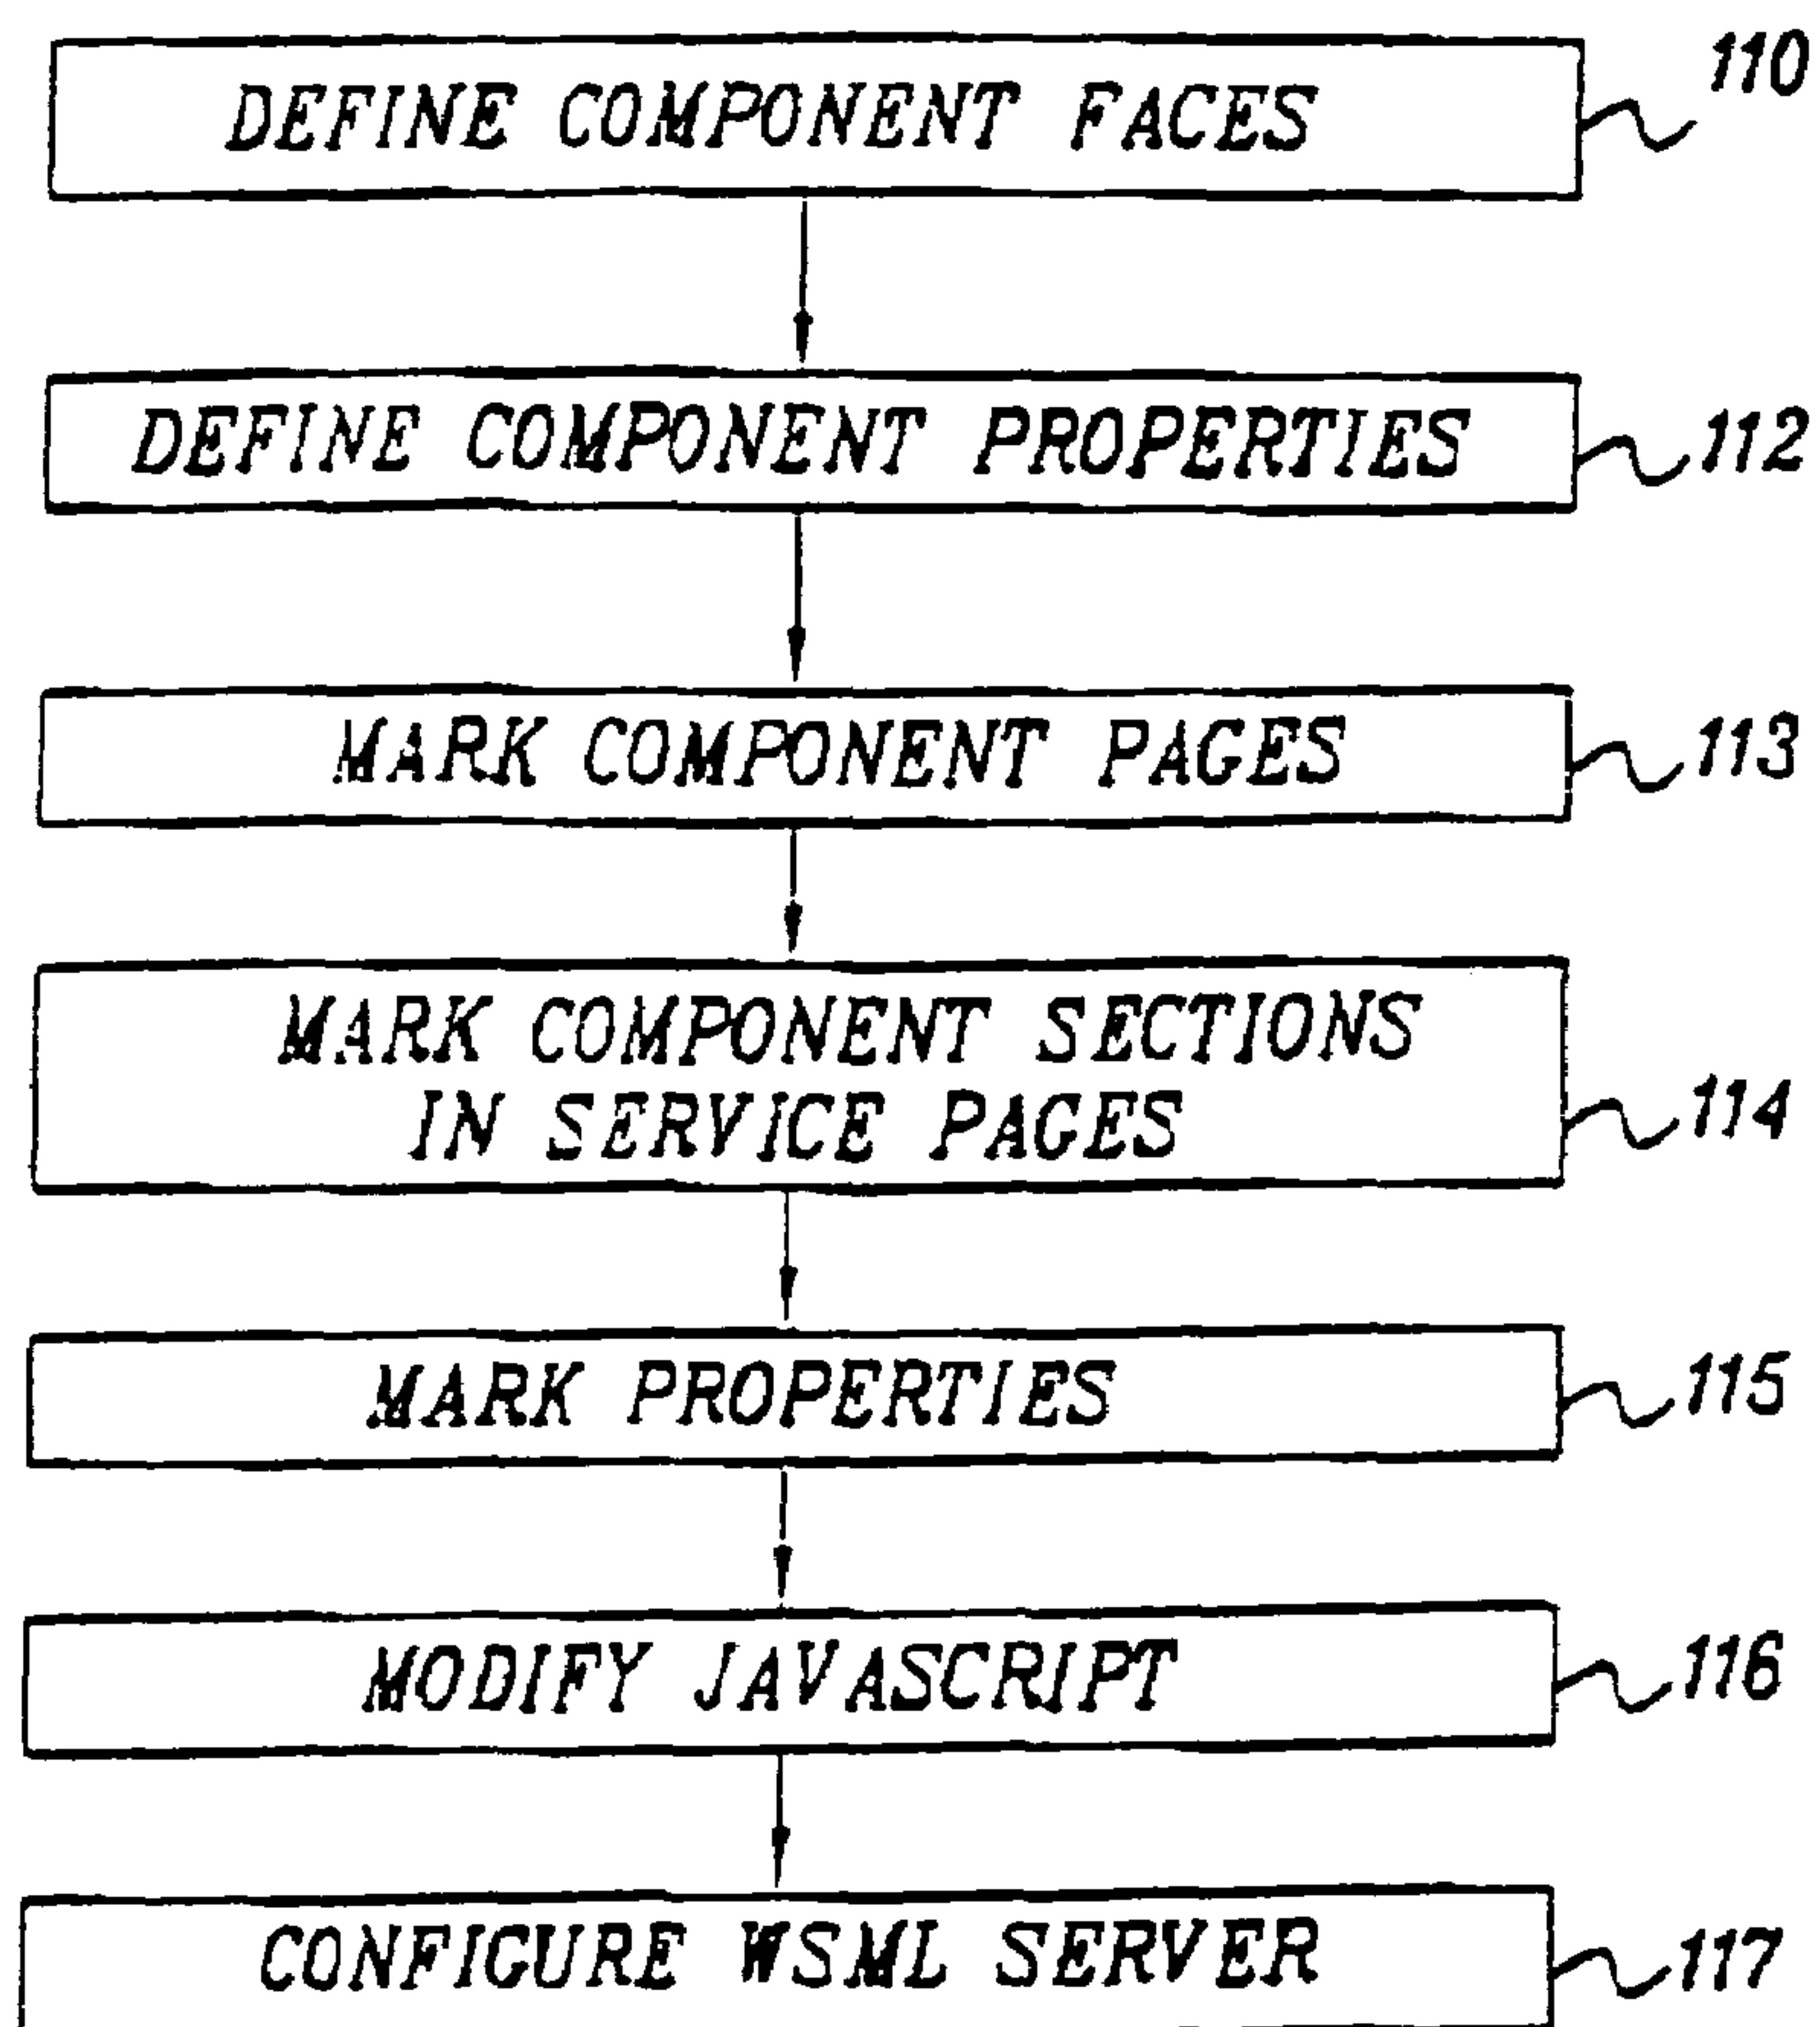 DEFINE COMPONENT FACES 110
DEFINE COMPONENT PROPERTIES 112
MARK COMPONENT PAGES 113
MARK COMPONENT SECTIONS
IN SERVICE PAGES 114
MARK PROPERTIES 115
MODIFY JAVASCRIPT 116
CONFIGURE WSML SERVER 117